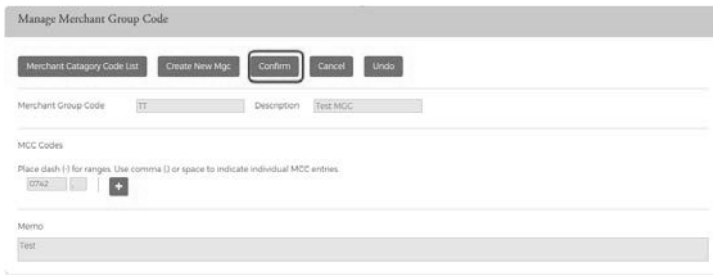 Manage Merchant Group Code
Merchant Catagory Code List Create New Mgc Confirm Cancel Undo
Merchant Group Code TT Description Test MGC
MCC Codes
Place dash (-) for ranges. Use comma (,) or space to indicate individual MCC entries.
0742 , +
Memo
Test